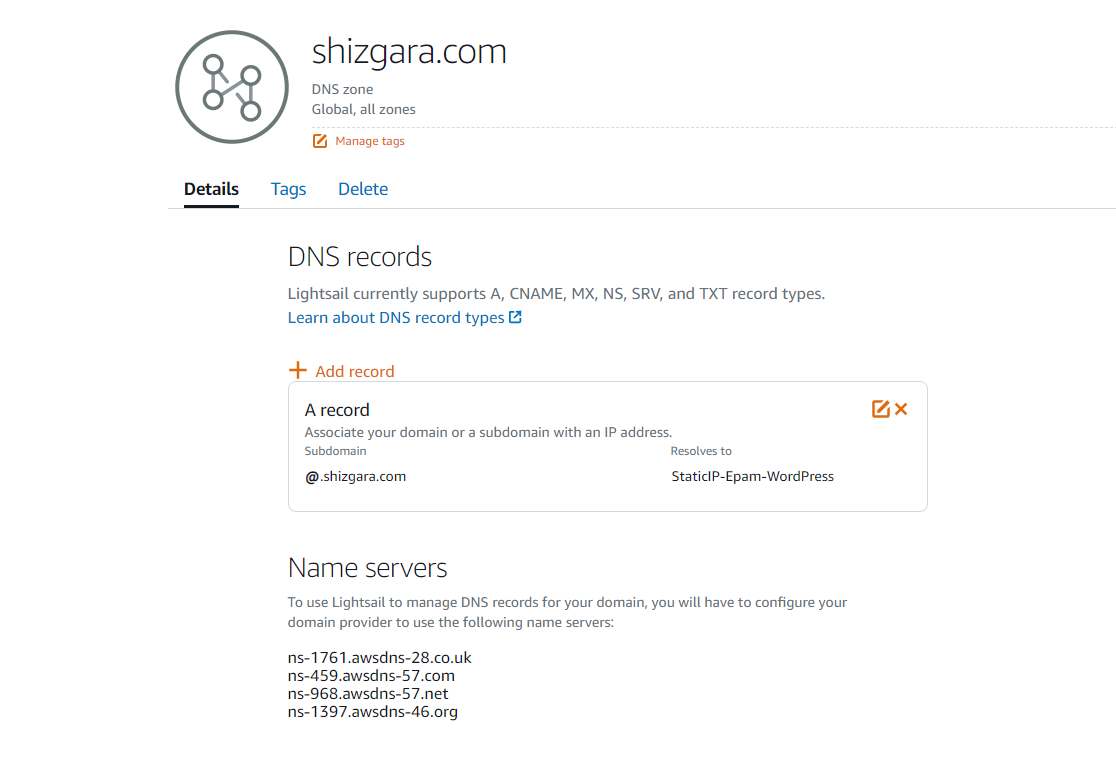 shizgara.com
DNS zone
Global, all zones
Manage tags
Details Tags Delete
DNS records
Lightsail currently supports A, CNAME, MX, NS, SRV, and TXT record types.
Learn about DNS record types
Add record
A record
Associate your domain or a subdomain with an IP address.
Subdomain Resolves to
@.shizgara.com StaticIP-Epam-WordPress
Name servers
To use Lightsail to manage DNS records for your domain, you will have to configure your
domain provider to use the following name servers:
ns-1761.awsdns-28.co.uk
ns-459.awsdns-57.com
ns-968.awsdns-57.net
ns-1397.awsdns-46.org